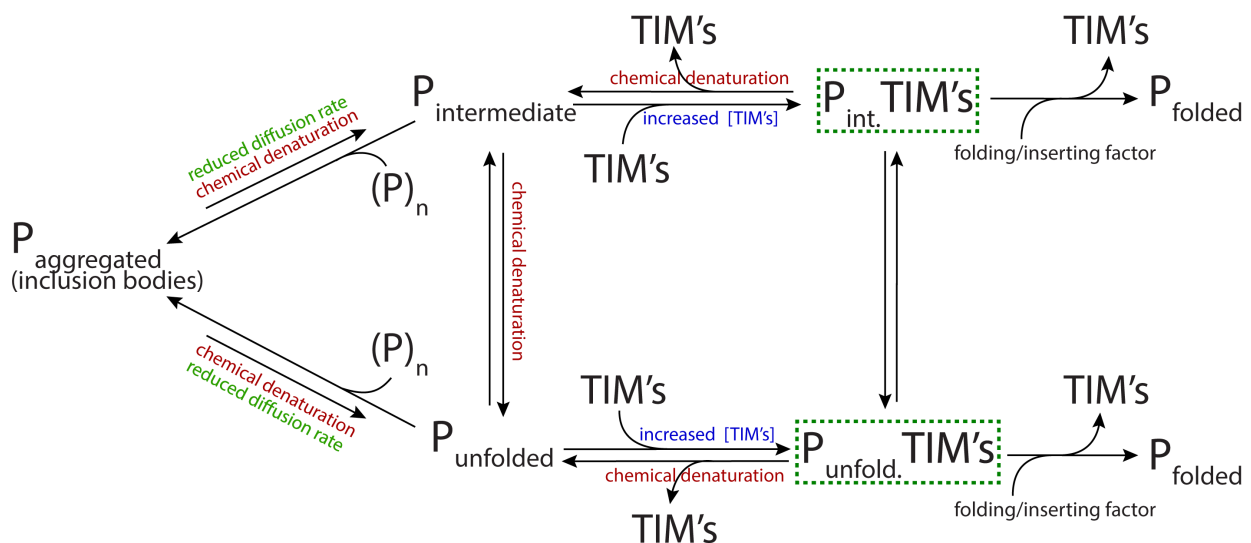 TIM's
TIM's
chemical denaturation
P intermediate
P int. TIM's
P folded
increased [TIM's]
folding/inserting factor
TIM's
reduced diffusion rate
chemical denaturation
(P)n
chemical denaturation
P aggregated
(inclusion bodies)
(P)n
chemical denaturation
reduced diffusion rate
TIM's
TIM's
increased [TIM's]
P unfolded
P unfold. TIM's
P folded
chemical denaturation
folding/inserting factor
TIM's